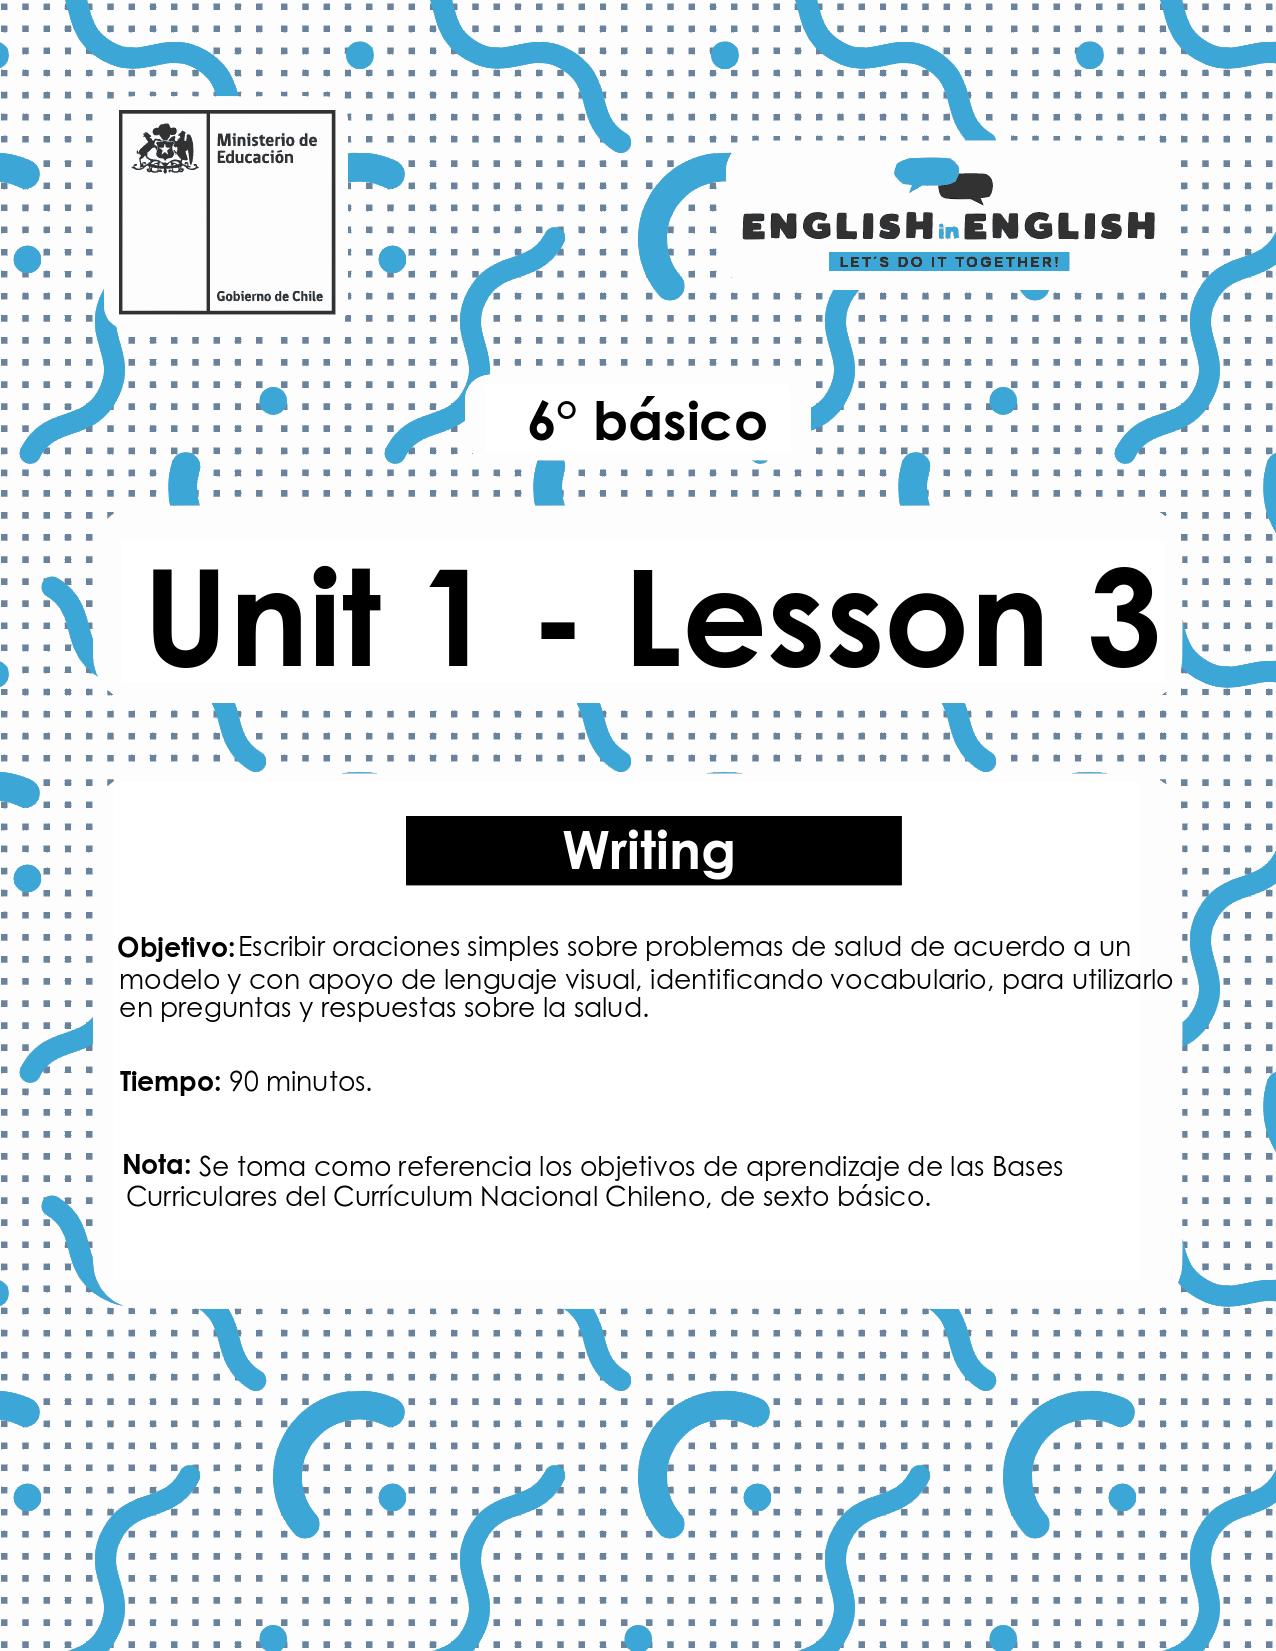 Ministerio de
Educación
Gobierno de Chile
ENGLISH in ENGLISH
LET´S DO IT TOGETHER!
6° básico
Unit 1 - Lesson 3
Writing
Objetivo: Escribir oraciones simples sobre problemas de salud de acuerdo a un
modelo y con apoyo de lenguaje visual, identificando vocabulario, para utilizarlo
en preguntas y respuestas sobre la salud.
Tiempo: 90 minutos.
Nota: Se toma como referencia los objetivos de aprendizaje de las Bases
Curriculares del Currículum Nacional Chileno, de sexto básico.